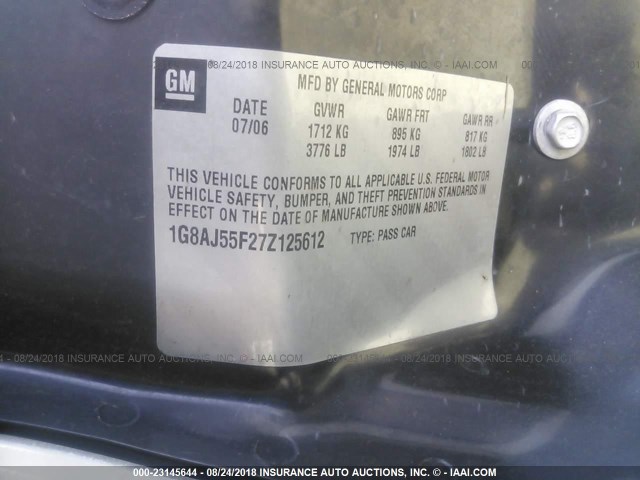 000-23145644 - 08/24/2018 INSURANCE AUTO AUCTIONS - © - IAAI.COM
GM
MFD BY GENERAL MOTORS CORP
DATE GVWR GAWR FRT GAWR RR
07/06 1712 KG 895 KG 817 KG
3776 LB 1974 LB 1802 LB
THIS VEHICLE CONFORMS TO ALL APPLICABLE U.S. FEDERAL MOTOR
VEHICLE SAFETY, BUMPER, AND THEFT PREVENTION STANDARDS IN
EFFECT ON THE DATE OF MANUFACTURE SHOWN ABOVE.
1G8AJ55F27Z125612 TYPE: PASS CAR
44 - 08/24/2018 INSURANCE AUTO AUCTIONS - © - IAAI.COM
000-23145644 - 08/24/2018 INSURANCE AUTO AUCTIONS - © - IAAI.COM